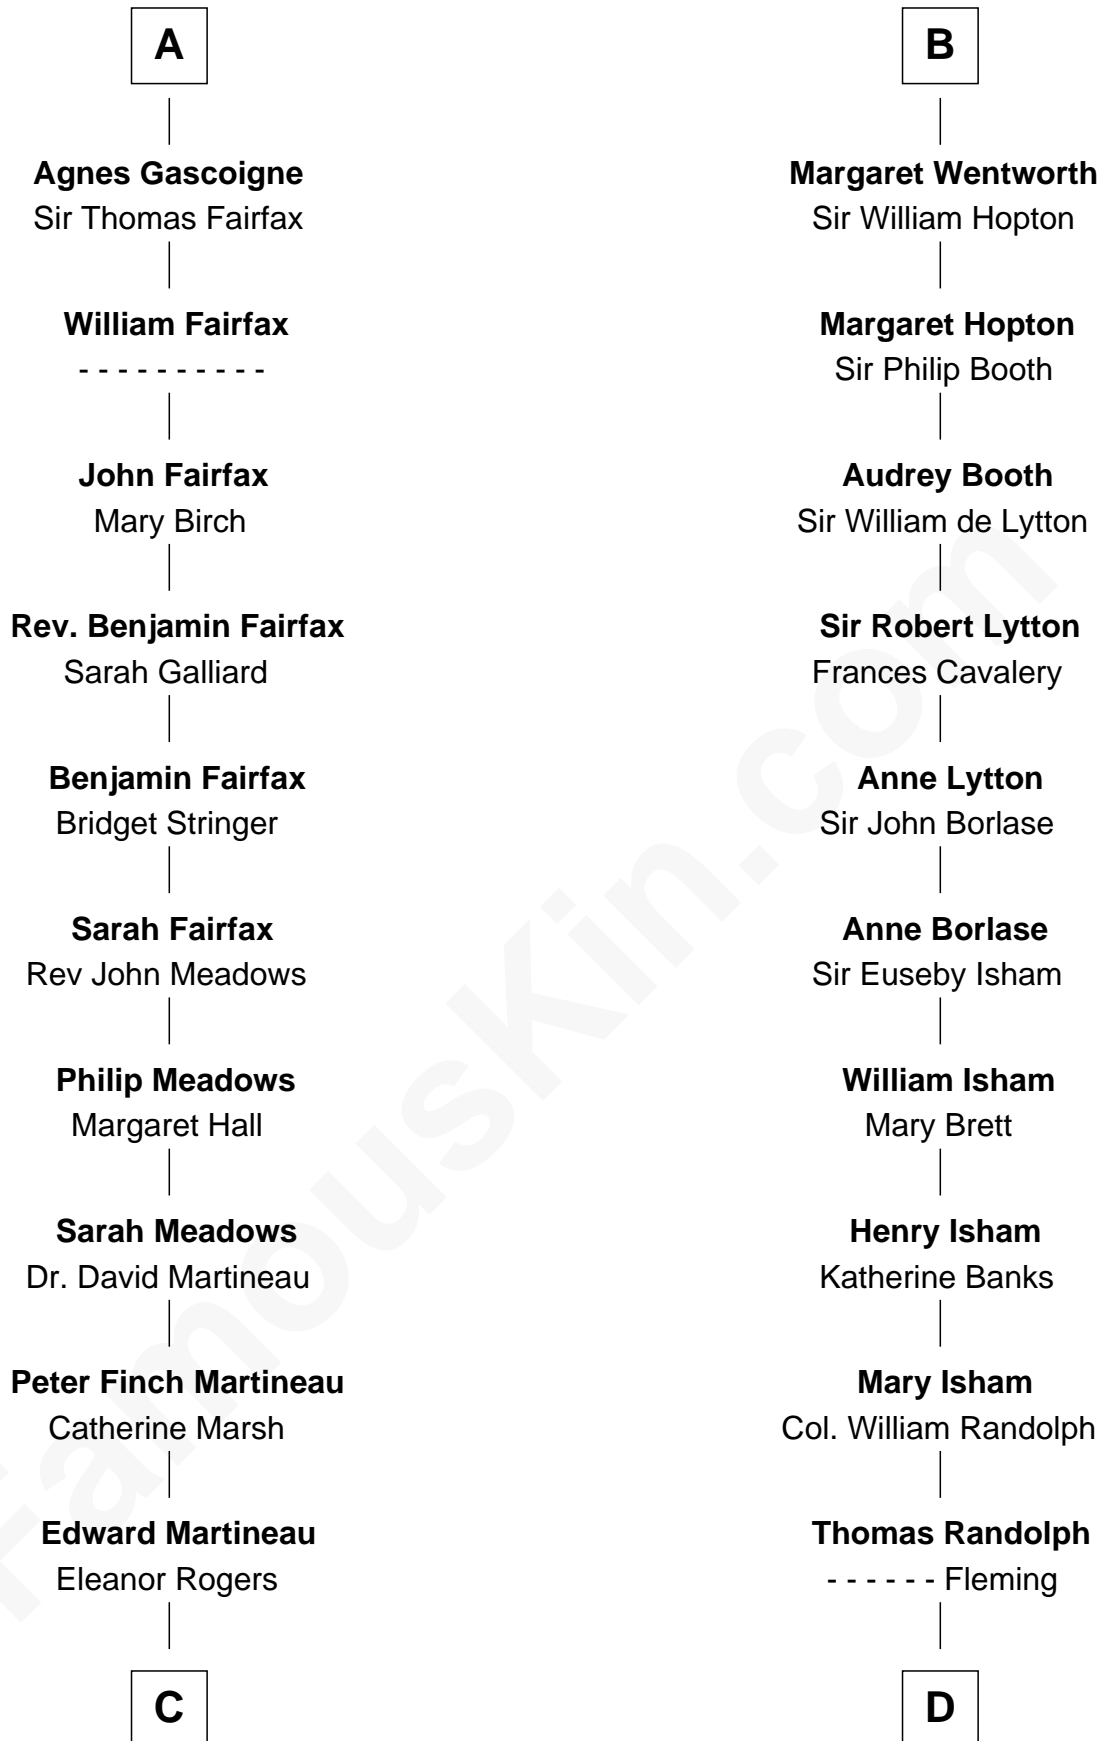 A
Agnes Gascoigne
Sir Thomas Fairfax
William Fairfax
- - - - - - - - - -
John Fairfax
Mary Birch
Rev. Benjamin Fairfax
Sarah Galliard
Benjamin Fairfax
Bridget Stringer
Sarah Fairfax
Rev John Meadows
Philip Meadows
Margaret Hall
Sarah Meadows
Dr. David Martineau
Peter Finch Martineau
Catherine Marsh
Edward Martineau
Eleanor Rogers
C
B
Margaret Wentworth
Sir William Hopton
Margaret Hopton
Sir Philip Booth
Audrey Booth
Sir William de Lytton
Sir Robert Lytton
Frances Cavalery
Anne Lytton
Sir John Borlase
Anne Borlase
Sir Euseby Isham
William Isham
Mary Brett
Henry Isham
Katherine Banks
Mary Isham
Col. William Randolph
Thomas Randolph
- - - - - - Fleming
D
FamousKin.com